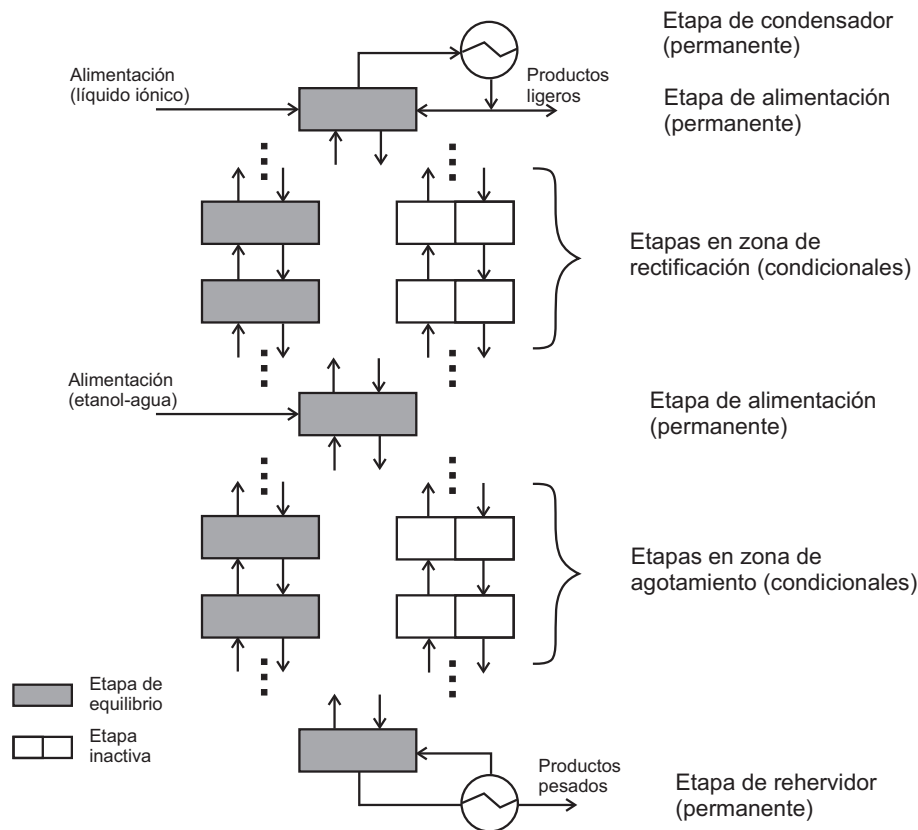 Etapa de condensador
(permanente)
Alimentación
(líquido iónico)
Productos
ligeros
Etapa de alimentación
(permanente)
Etapas en zona de
rectificación (condicionales)
Alimentación
(etanol-agua)
Etapa de alimentación
(permanente)
Etapas en zona de
agotamiento (condicionales)
Etapa de
equilibrio
Etapa
inactiva
Productos
pesados
Etapa de rehervidor
(permanente)